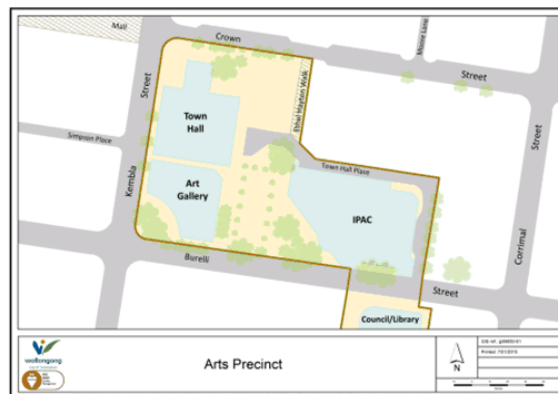 Mall
Crown
Street
Moore Lane
Street
Ethel Hayton Walk
Town
Hall
Simpson Place
Kembla
Street
Town Hall Place
Art
Gallery
IPAC
Corrimal
Burelli
Street
Council/Library
wollongong
Arts Precinct
N